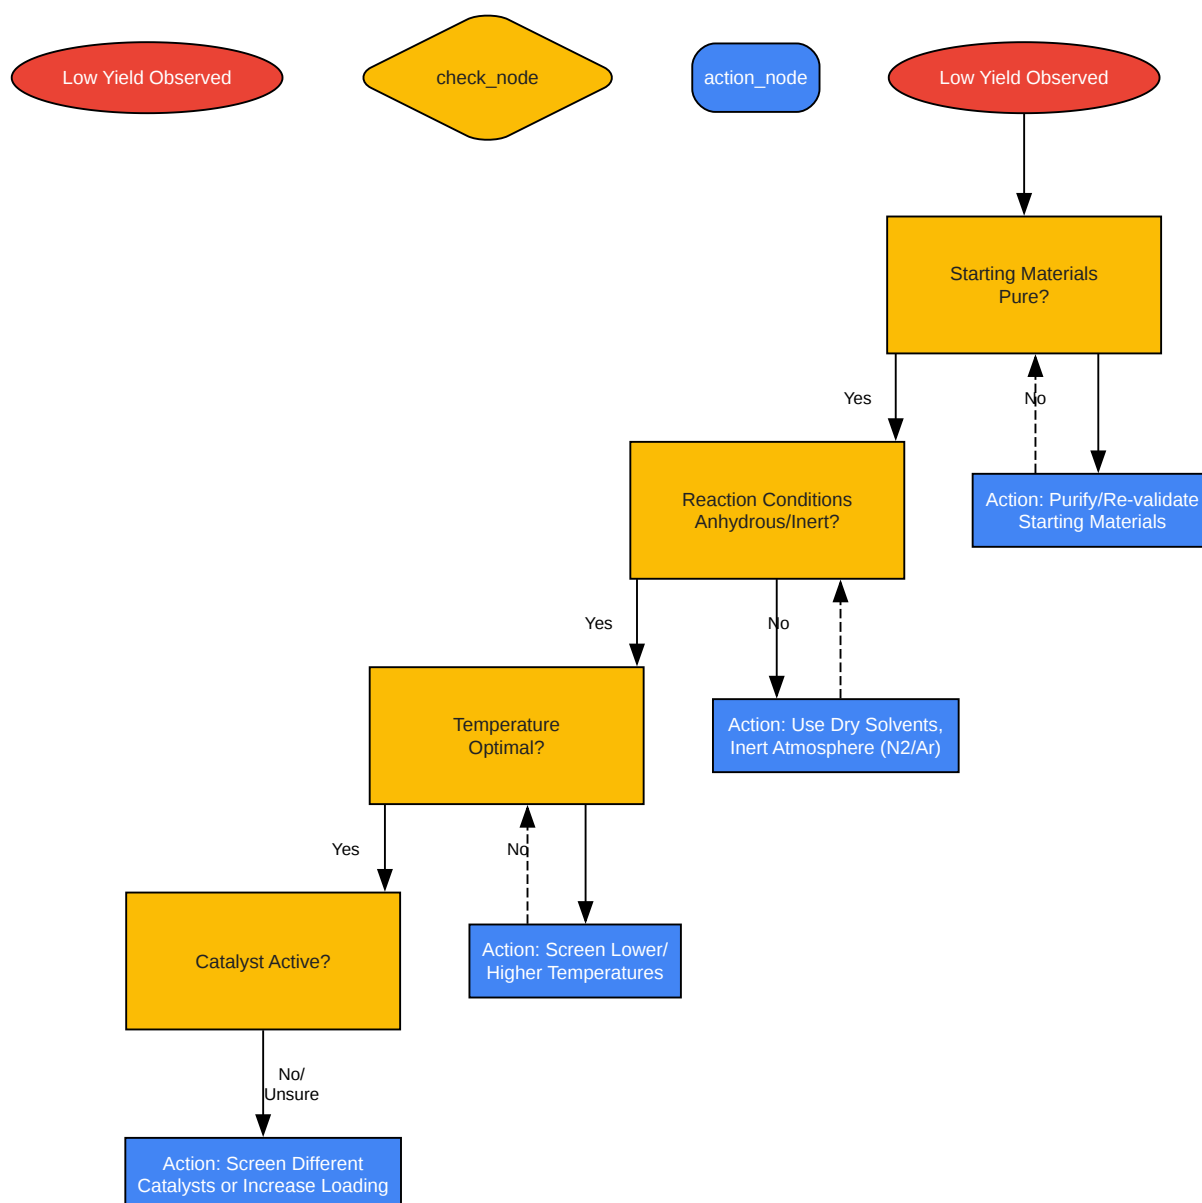 Low Yield Observed
check_node
action_node
Low Yield Observed
Starting Materials
Pure?
Yes
No
Reaction Conditions
Anhydrous/Inert?
Action: Purify/Re-validate
Starting Materials
Yes
No
Temperature
Optimal?
Action: Use Dry Solvents,
Inert Atmosphere (N2/Ar)
Yes
No
Catalyst Active?
Action: Screen Lower/
Higher Temperatures
No/
Unsure
Action: Screen Different
Catalysts or Increase Loading